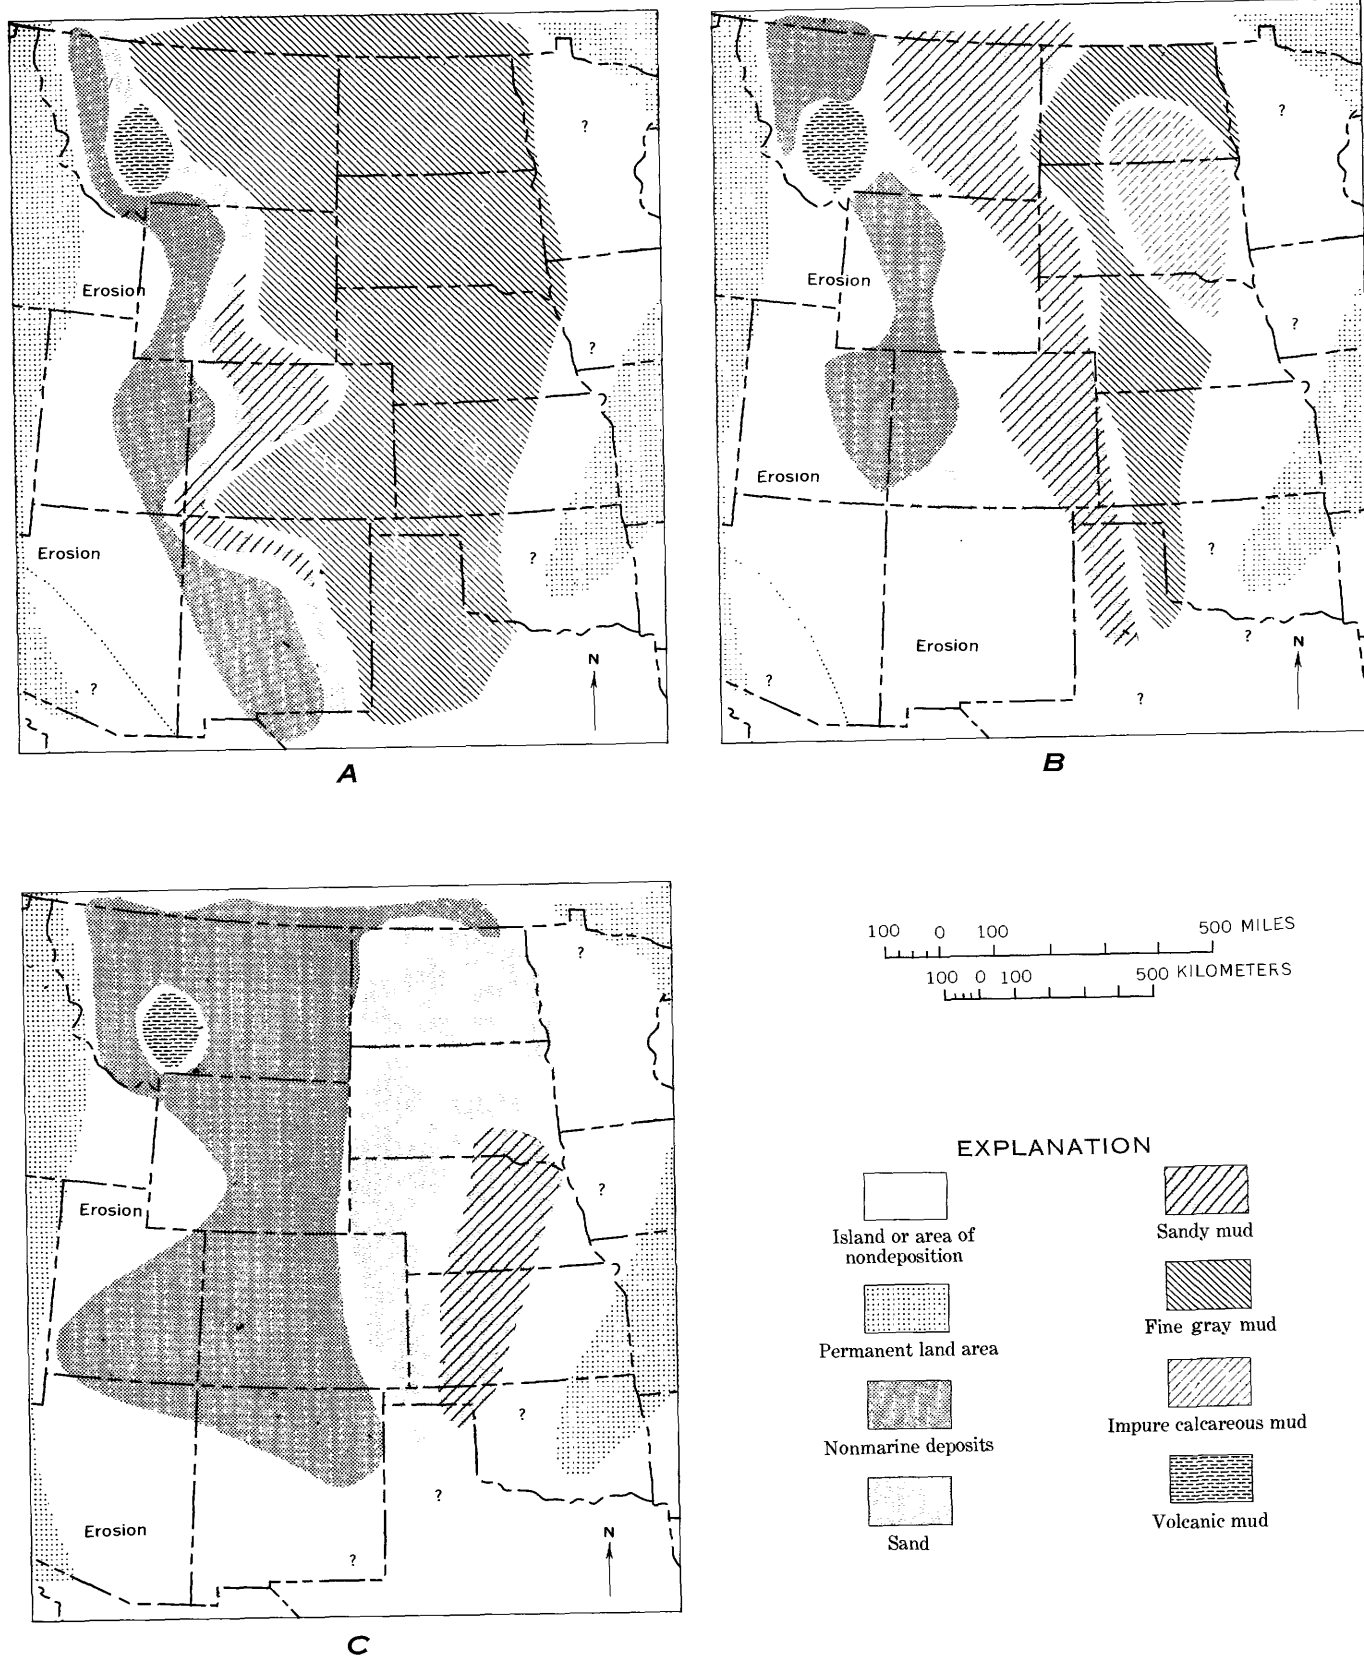 ?
Erosion
?
Erosion
?
?
N
A
?
Erosion
?
Erosion
?
Erosion
?
?
?
N
B
?
Erosion
?
?
?
Erosion
?
N
C
100 0 100 500 MILES
100 0 100 500 KILOMETERS
EXPLANATION
Island or area of
nondeposition
Permanent land area
Nonmarine deposits
Sand
Sandy mud
Fine gray mud
Impure calcareous mud
Volcanic mud